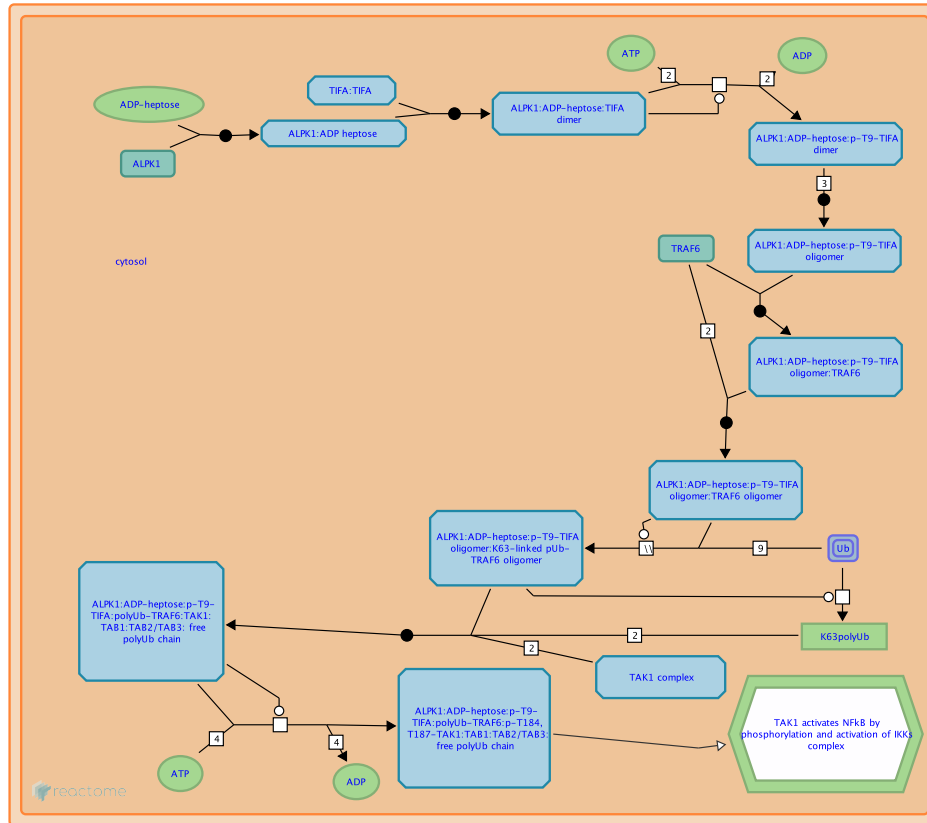 ATP
ADP
2
2
ADP-heptose
TIFA:TIFA
ALPK1:ADP-heptose:TIFA
dimer
ALPK1:ADP heptose
ALPK1
ALPK1:ADP-heptose:p-T9-TIFA
dimer
3
cytosol
TRAF6
ALPK1:ADP-heptose:p-T9-TIFA
oligomer
2
ALPK1:ADP-heptose:p-T9-TIFA
oligomer:TRAF6
ALPK1:ADP-heptose:p-T9-TIFA
oligomer:TRAF6 oligomer
ALPK1:ADP-heptose:p-T9-TIFA
oligomer:K63-linked pUb-
TRAF6 oligomer
\\
9
Ub
ALPK1:ADP-heptose:p-T9-
TIFA:polyUb-TRAF6:TAK1:
TAB1:TAB2/TAB3: free
polyUb chain
2
2
K63polyUb
TAK1 complex
ALPK1:ADP-heptose:p-T9-
TIFA:polyUb-TRAF6:p-T184,
T187-TAK1:TAB1:TAB2/TAB3:
free polyUb chain
TAK1 activates NFkB by
phosphorylation and activation of IKKs
complex
4
4
ATP
ADP
reactome